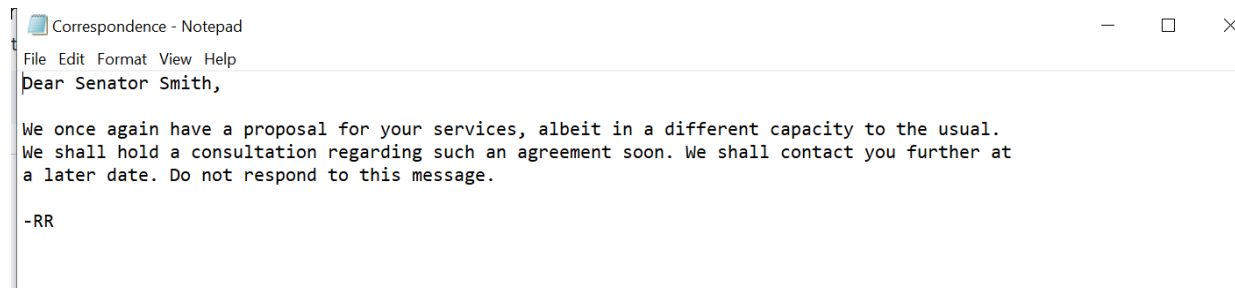 Correspondence - Notepad
File Edit Format View Help
Dear Senator Smith,
We once again have a proposal for your services, albeit in a different capacity to the usual.
We shall hold a consultation regarding such an agreement soon. We shall contact you further at
a later date. Do not respond to this message.
-RR